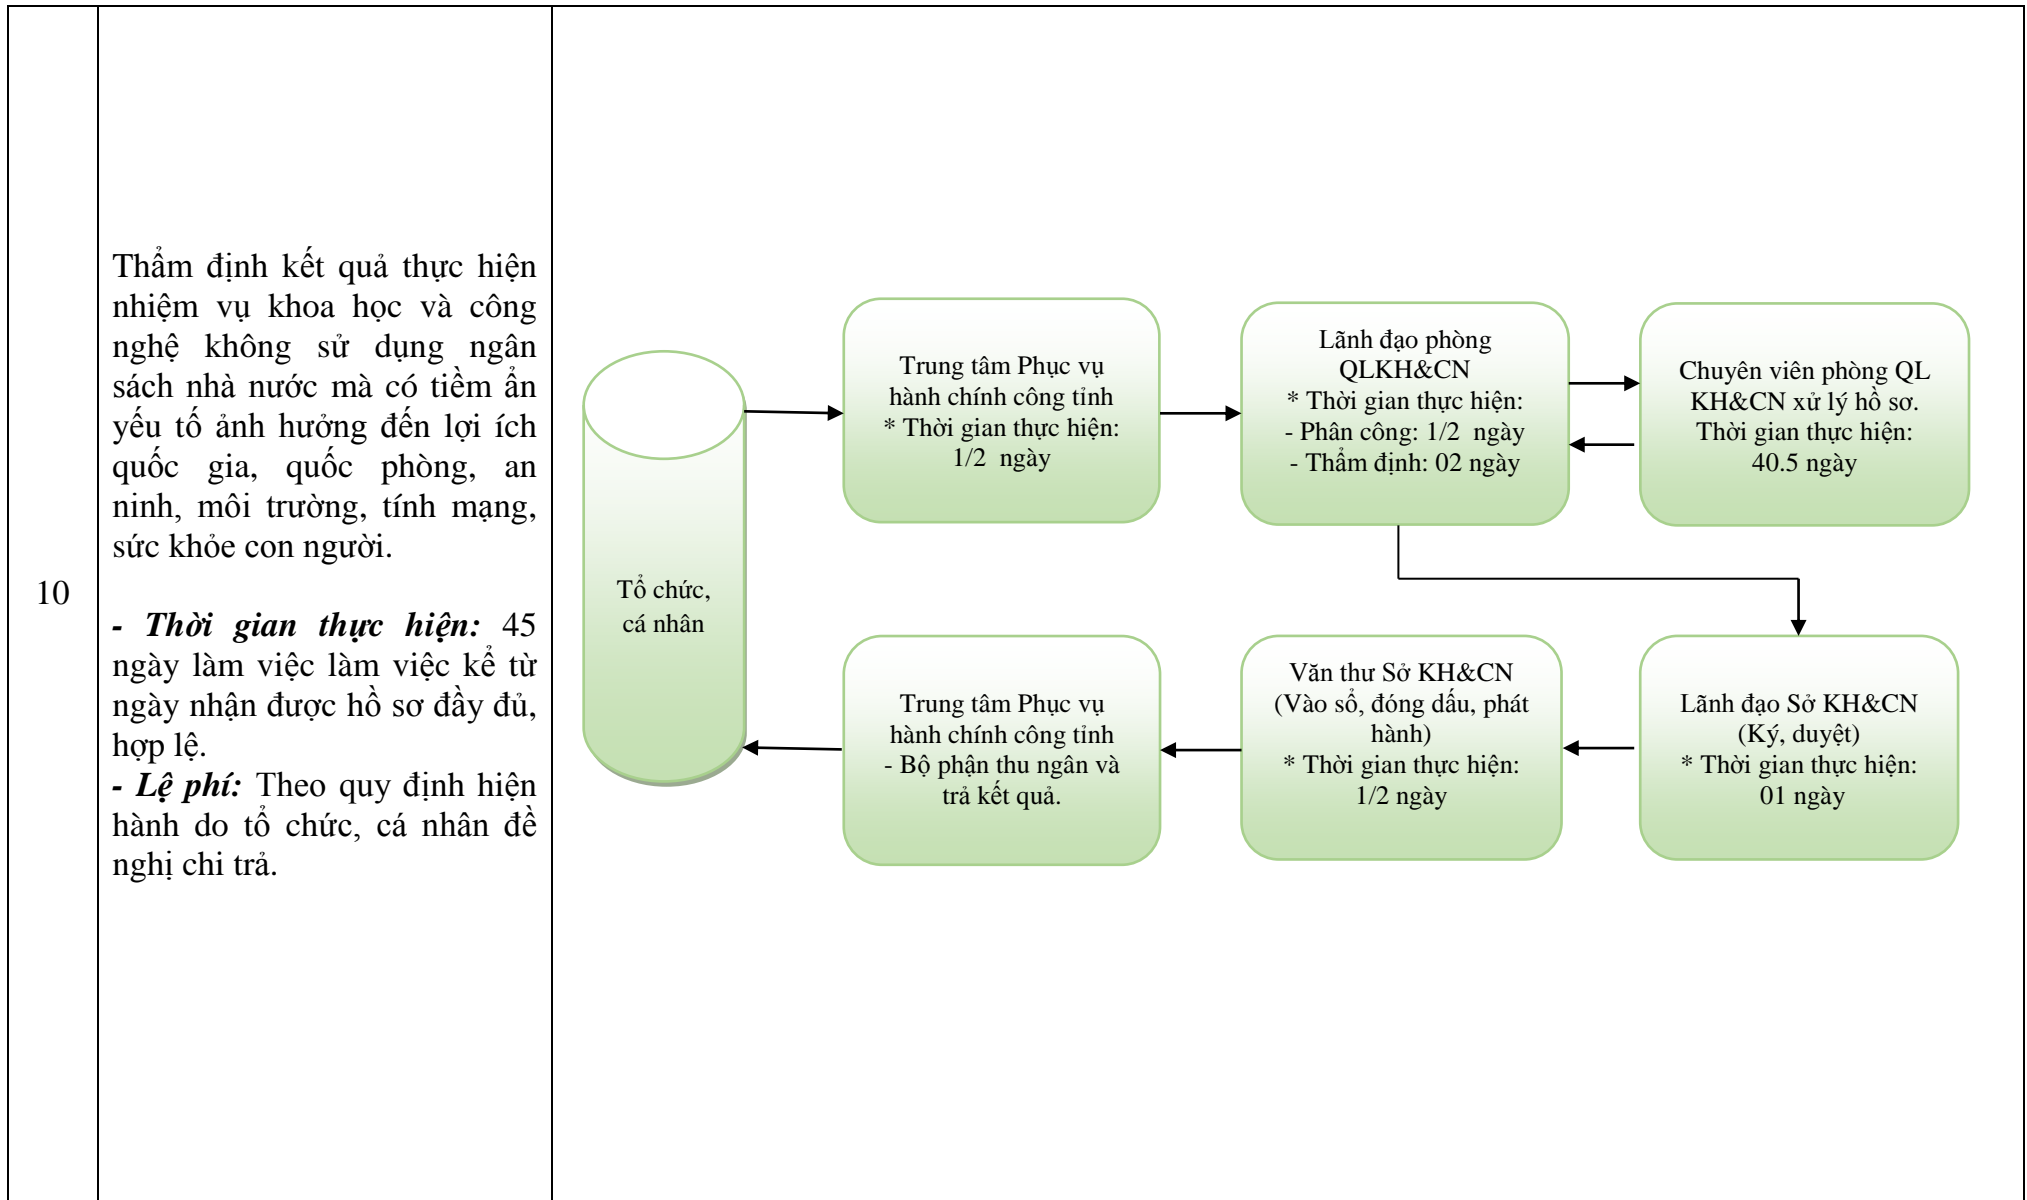 10
Thẩm định kết quả thực hiện
nhiệm vụ khoa học và công
nghệ không sử dụng ngân
sách nhà nước mà có tiềm ẩn
yếu tố ảnh hưởng đến lợi ích
quốc gia, quốc phòng, an
ninh, môi trường, tính mạng,
sức khỏe con người.
- Thời gian thực hiện: 45
ngày làm việc làm việc kể từ
ngày nhận được hồ sơ đầy đủ,
hợp lệ.
- Lệ phí: Theo quy định hiện
hành do tổ chức, cá nhân đề
nghị chi trả.
Tổ chức,
cá nhân
Trung tâm Phục vụ
hành chính công tỉnh
* Thời gian thực hiện:
1/2 ngày
Lãnh đạo phòng
QLKH&CN
* Thời gian thực hiện:
- Phân công: 1/2 ngày
- Thẩm định: 02 ngày
Chuyên viên phòng QL
KH&CN xử lý hồ sơ.
Thời gian thực hiện:
40.5 ngày
Lãnh đạo Sở KH&CN
(Ký, duyệt)
* Thời gian thực hiện:
01 ngày
Văn thư Sở KH&CN
(Vào sổ, đóng dấu, phát
hành)
* Thời gian thực hiện:
1/2 ngày
Trung tâm Phục vụ
hành chính công tỉnh
- Bộ phận thu ngân và
trả kết quả.